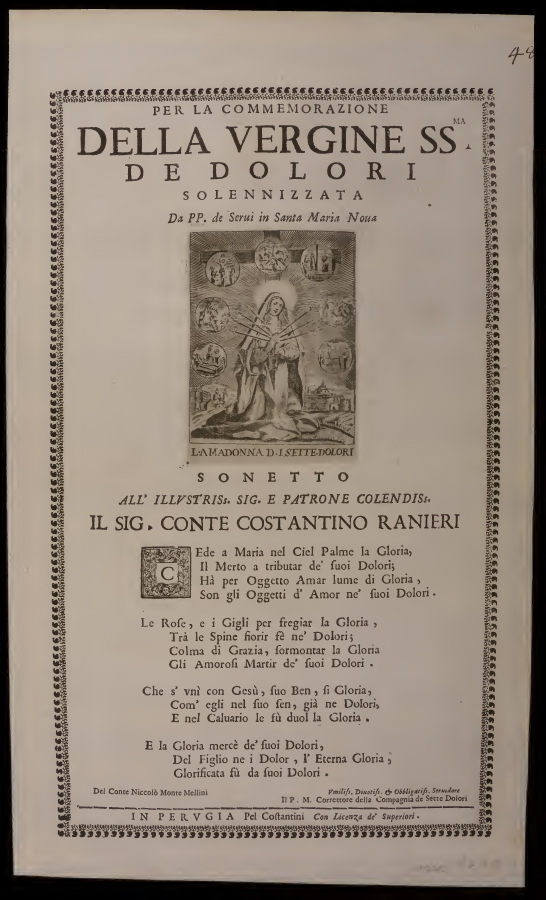 48
PER LA COMMEMORAZIONE
DELLA VERGINE SS.MA
DE DOLORI
SOLENNIZZATA
Da PP. de Serui in Santa Maria Noua
LA MADONNA D. I SETTE DOLORI
SONETTO
ALL' ILLVSTRISs. SIG. E PATRONE COLENDISs.
IL SIG. CONTE COSTANTINO RANIERI
CEde a Maria nel Ciel Palme la Gloria,
Il Merto a tributar de' ſuoi Dolori;
Hà per Oggetto Amar lume di Gloria,
Son gli Oggetti d' Amor ne' ſuoi Dolori.
Le Roſe, e i Gigli per fregiar la Gloria,
Trà le Spine fiorir fè ne' Dolori;
Colma di Grazia, ſormontar la Gloria
Gli Amoroſi Martir de' ſuoi Dolori.
Che s' vnì con Gesù, ſuo Ben, ſi Gloria,
Com' egli nel ſuo ſen, già ne Dolori,
E nel Caluario le fù duol la Gloria.
E la Gloria mercè de' ſuoi Dolori,
Del Figlio ne i Dolor, l' Eterna Gloria;
Glorificata fù da ſuoi Dolori.
Del Conte Niccolò Monte Mellini
Vmiliſs. Deuotiſs. & Obbligatiſs. Seruadore
Il P. M. Correttore della Compagnia de Sette Dolori
IN PERVGIA Pel Coſtantini Con Licenza de' Superiori.